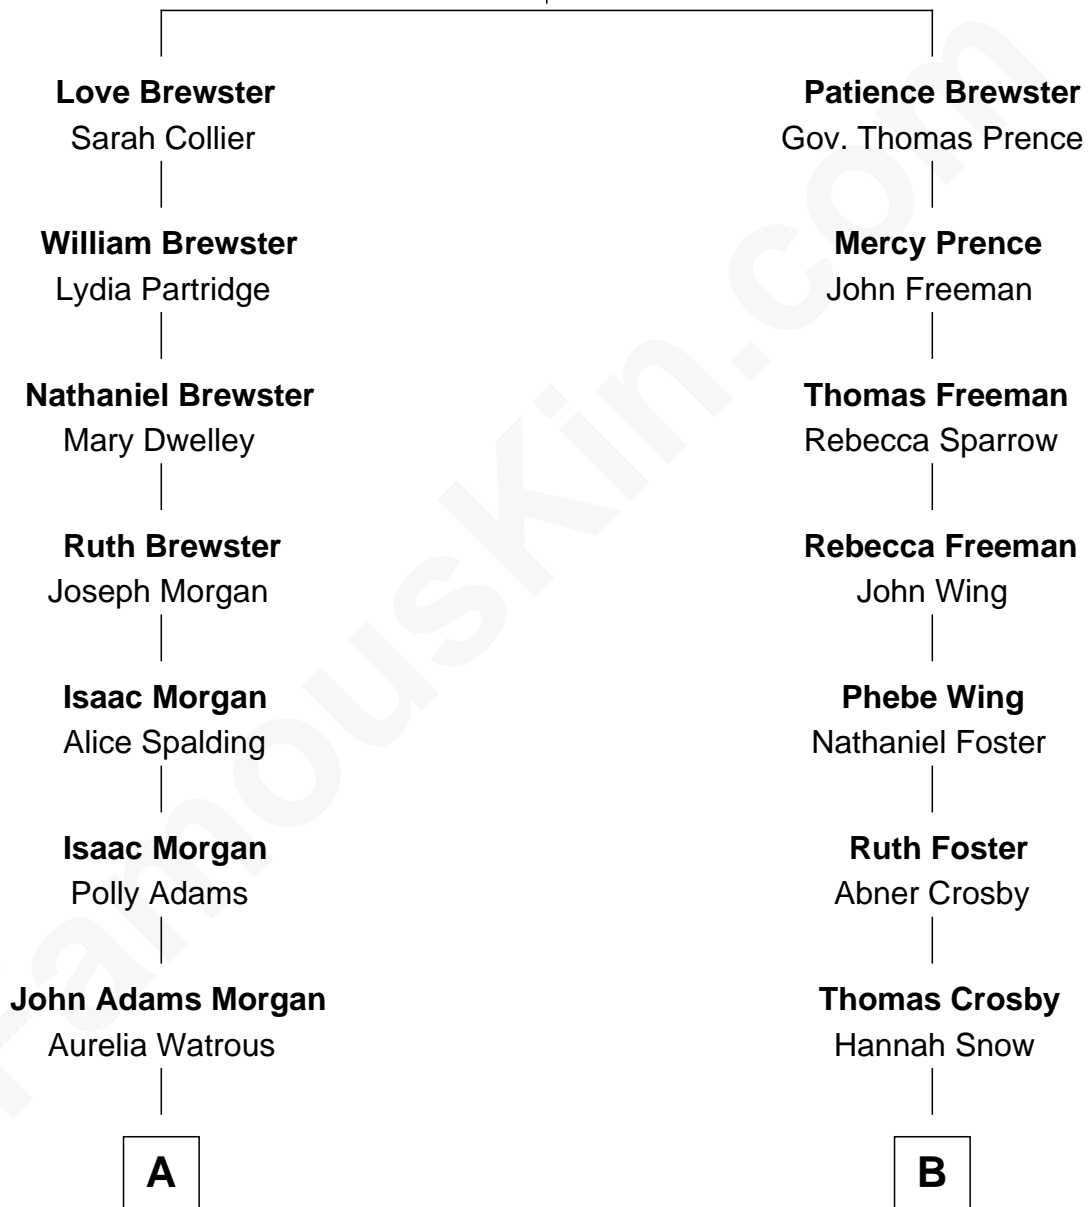 Love Brewster
Sarah Collier
William Brewster
Lydia Partridge
Nathaniel Brewster
Mary Dwelley
Ruth Brewster
Joseph Morgan
Isaac Morgan
Alice Spalding
Isaac Morgan
Polly Adams
John Adams Morgan
Aurelia Watrous
A
Patience Brewster
Gov. Thomas Prence
Mercy Prence
John Freeman
Thomas Freeman
Rebecca Sparrow
Rebecca Freeman
John Wing
Phebe Wing
Nathaniel Foster
Ruth Foster
Abner Crosby
Thomas Crosby
Hannah Snow
B
FamousKin.com